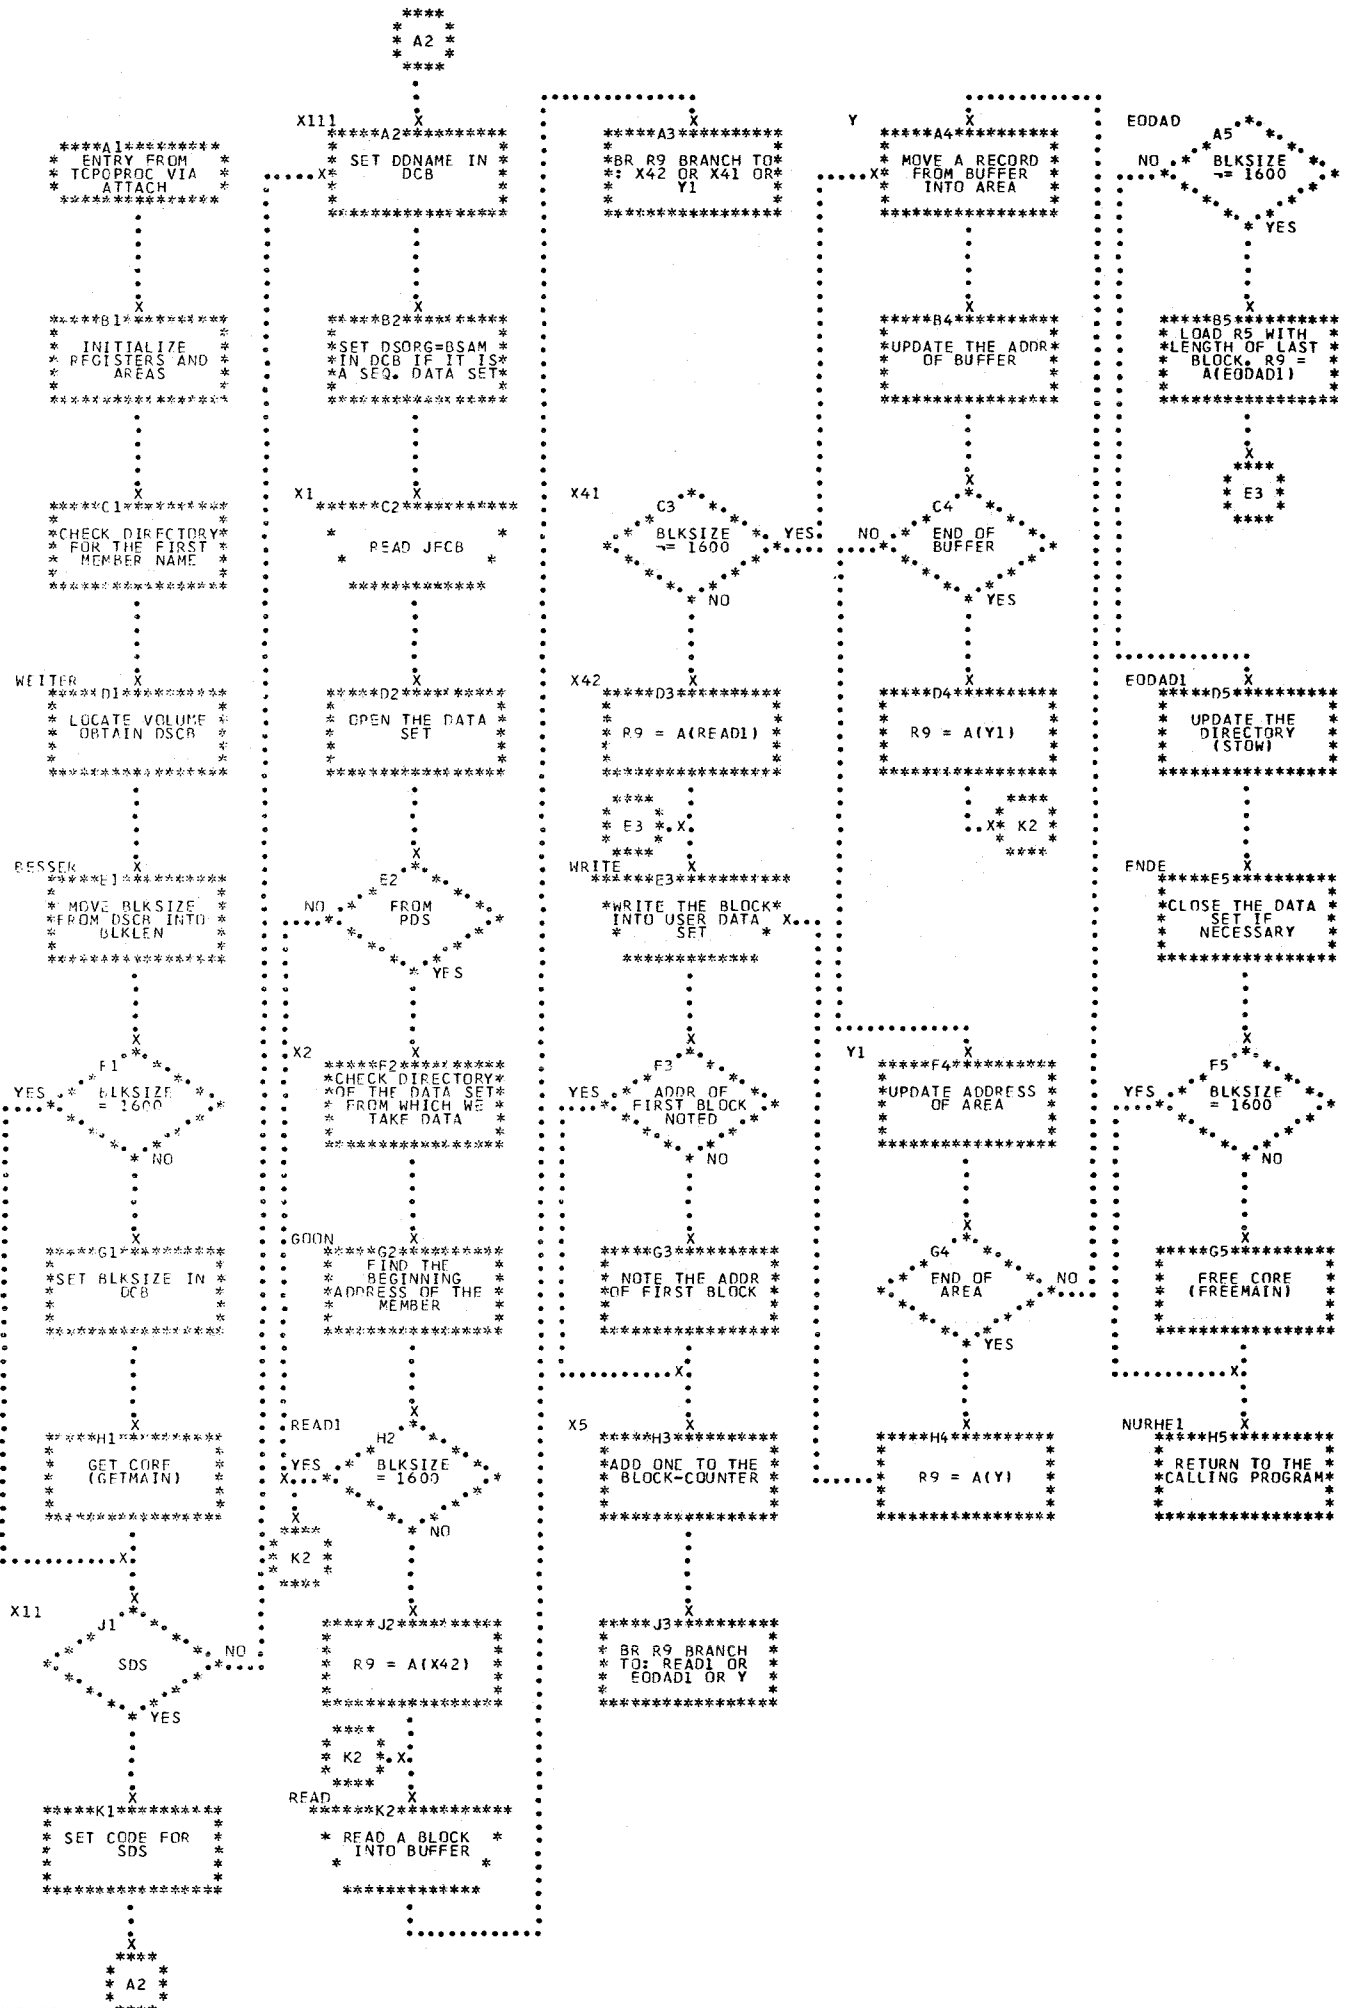 A2
X111
A2
SET DDNAME IN
DCB
A1
ENTRY FROM
TCPOPROC VIA
ATTACH
B1
INITIALIZE
REGISTERS AND
AREAS
C1
CHECK DIRECTORY
FOR THE FIRST
MEMBER NAME
WEITER
D1
LOCATE VOLUME
OBTAIN DSCB
BESSER
E1
MOVE BLKSIZE
FROM DSCB INTO
BLKLEN
F1
YES
BLKSIZE
= 1600
NO
G1
SET BLKSIZE IN
DCB
H1
GET CORE
(GETMAIN)
X11
J1
SDS
NO
YES
K1
SET CODE FOR
SDS
A2
B2
SET DSORG=BSAM
IN DCB IF IT IS
A SEQ. DATA SET
X1
C2
READ JFCB
D2
OPEN THE DATA
SET
E2
NO
FROM
PDS
YES
X2
F2
CHECK DIRECTORY
OF THE DATA SET
FROM WHICH WE
TAKE DATA
GOON
G2
FIND THE
BEGINNING
ADDRESS OF THE
MEMBER
READ1
H2
YES
BLKSIZE
= 1600
NO
K2
J2
R9 = A(X42)
K2
READ
K2
READ A BLOCK
INTO BUFFER
A3
BR R9 BRANCH TO
: X42 OR X41 OR
Y1
X41
C3
BLKSIZE
¬= 1600
YES
NO
X42
D3
R9 = A(READ1)
E3
WRITE
E3
WRITE THE BLOCK
INTO USER DATA
SET
F3
YES
ADDR OF
FIRST BLOCK
NOTED
NO
G3
NOTE THE ADDR
OF FIRST BLOCK
X5
H3
ADD ONE TO THE
BLOCK-COUNTER
J3
BR R9 BRANCH
TO: READ1 OR
EODAD1 OR Y
Y
A4
MOVE A RECORD
FROM BUFFER
INTO AREA
B4
UPDATE THE ADDR
OF BUFFER
C4
NO
END OF
BUFFER
YES
D4
R9 = A(Y1)
K2
Y1
F4
UPDATE ADDRESS
OF AREA
G4
END OF
AREA
NO
YES
H4
R9 = A(Y)
EODAD
A5
NO
BLKSIZE
¬= 1600
YES
B5
LOAD R5 WITH
LENGTH OF LAST
BLOCK. R9 =
A(EODAD1)
E3
EODAD1
D5
UPDATE THE
DIRECTORY
(STOW)
ENDE
E5
CLOSE THE DATA
SET IF
NECESSARY
F5
YES
BLKSIZE
= 1600
NO
G5
FREE CORE
(FREEMAIN)
NURHE1
H5
RETURN TO THE
CALLING PROGRAM